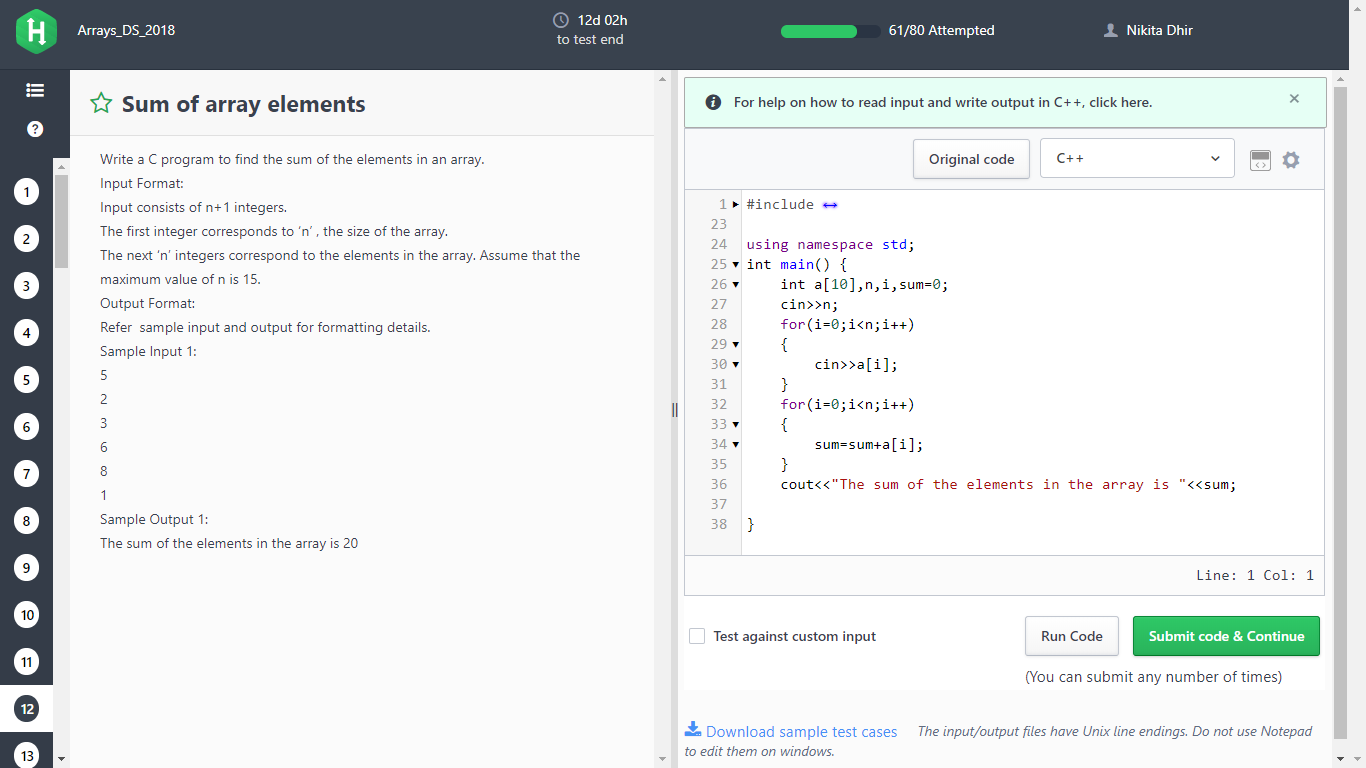 Arrays_DS_2018
12d 02h
to test end
61/80 Attempted
Nikita Dhir
Sum of array elements
Write a C program to find the sum of the elements in an array.
Input Format:
Input consists of n+1 integers.
The first integer corresponds to ‘n’ , the size of the array.
The next ‘n’ integers correspond to the elements in the array. Assume that the
maximum value of n is 15.
Output Format:
Refer  sample input and output for formatting details.
Sample Input 1:
5
2
3
6
8
1
Sample Output 1:
The sum of the elements in the array is 20
?
1
2
3
4
5
6
7
8
9
10
11
12
13
For help on how to read input and write output in C++, click here.
×
Original code
C++
1 #include
23
24 using namespace std;
25 int main() {
26     int a[10],n,i,sum=0;
27     cin>>n;
28     for(i=0;i<n;i++)
29     {
30         cin>>a[i];
31     }
32     for(i=0;i<n;i++)
33     {
34         sum=sum+a[i];
35     }
36     cout<<"The sum of the elements in the array is "<<sum;
37
38 }
Line: 1 Col: 1
Test against custom input
Run Code
Submit code & Continue
(You can submit any number of times)
Download sample test cases The input/output files have Unix line endings. Do not use Notepad
to edit them on windows.